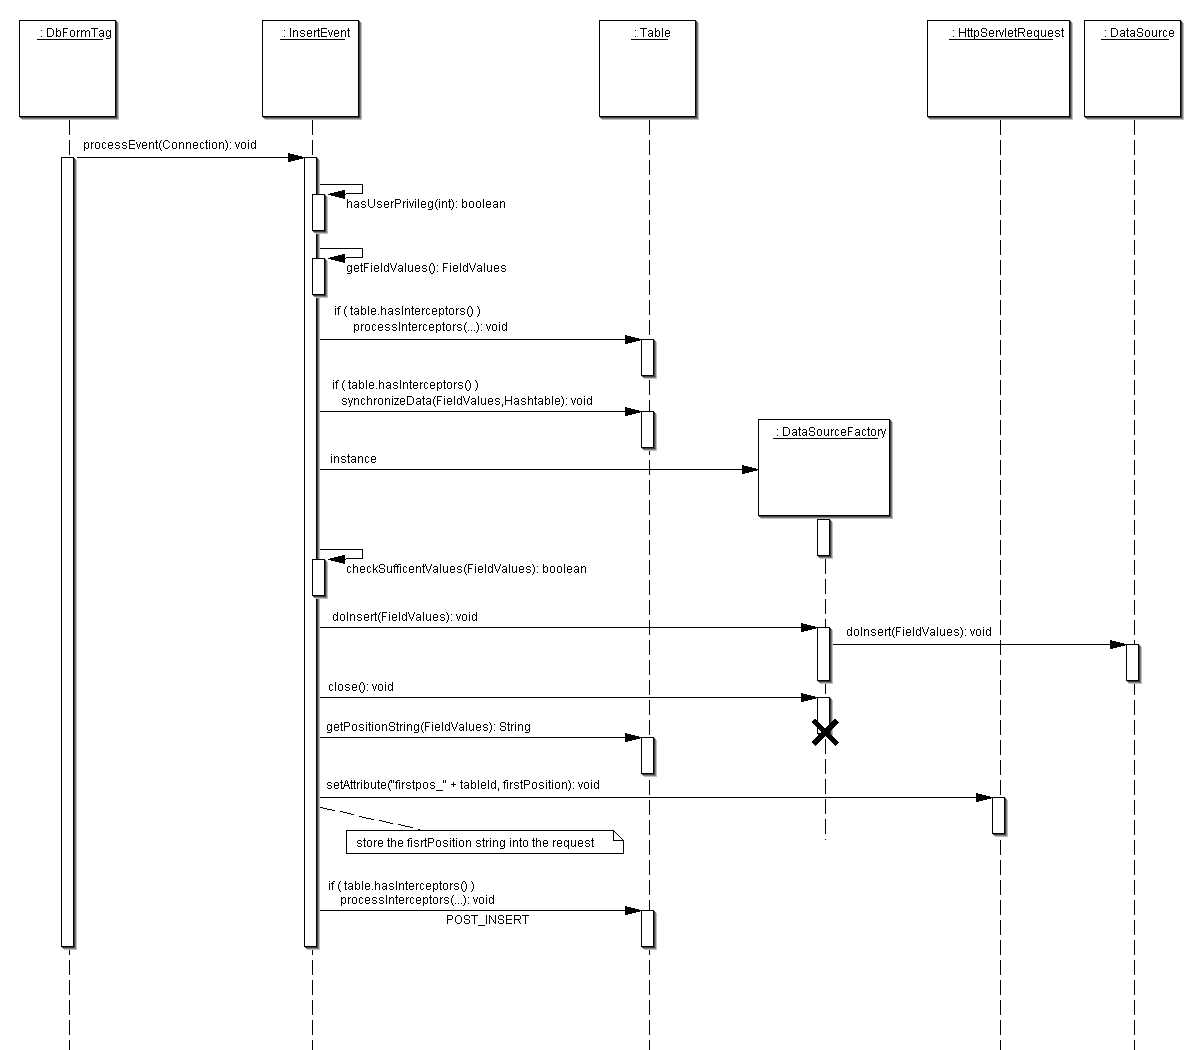 : DbFormTag
: InsertEvent
: Table
: HttpServletRequest
: DataSource
processEvent(Connection): void
hasUserPrivileg(int): boolean
getFieldValues(): FieldValues
if ( table.hasInterceptors() )
processInterceptors(...): void
if ( table.hasInterceptors() )
synchronizeData(FieldValues,Hashtable): void
: DataSourceFactory
instance
checkSufficentValues(FieldValues): boolean
doInsert(FieldValues): void
doInsert(FieldValues): void
close(): void
getPositionString(FieldValues): String
setAttribute("firstpos_" + tableId, firstPosition): void
store the fisrtPosition string into the request
if ( table.hasInterceptors() )
processInterceptors(...): void
POST_INSERT